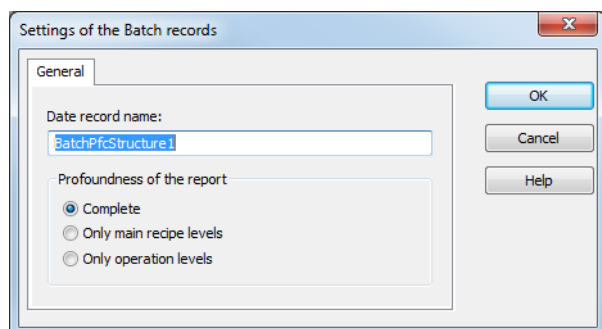 Settings of the Batch records
General
Date record name:
BatchPfcStructure1
Profoundness of the report
Complete
Only main recipe levels
Only operation levels
OK
Cancel
Help